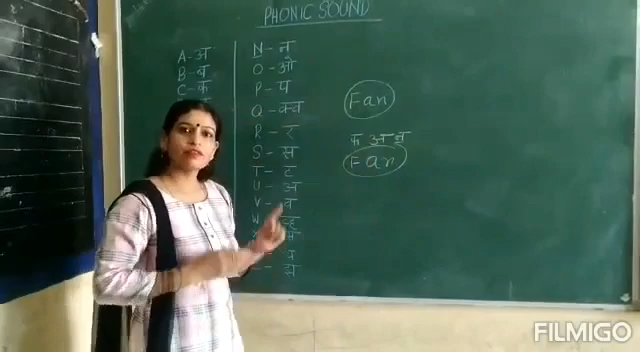 PHONIC SOUND
A-अ
B-ब
C-क
N-न
O-ओ
P-प
Q-क्व
R-र
S-स
T-ट
U-अ
V-व
W-
Fan
फ अ न
Fan
FILMIGO